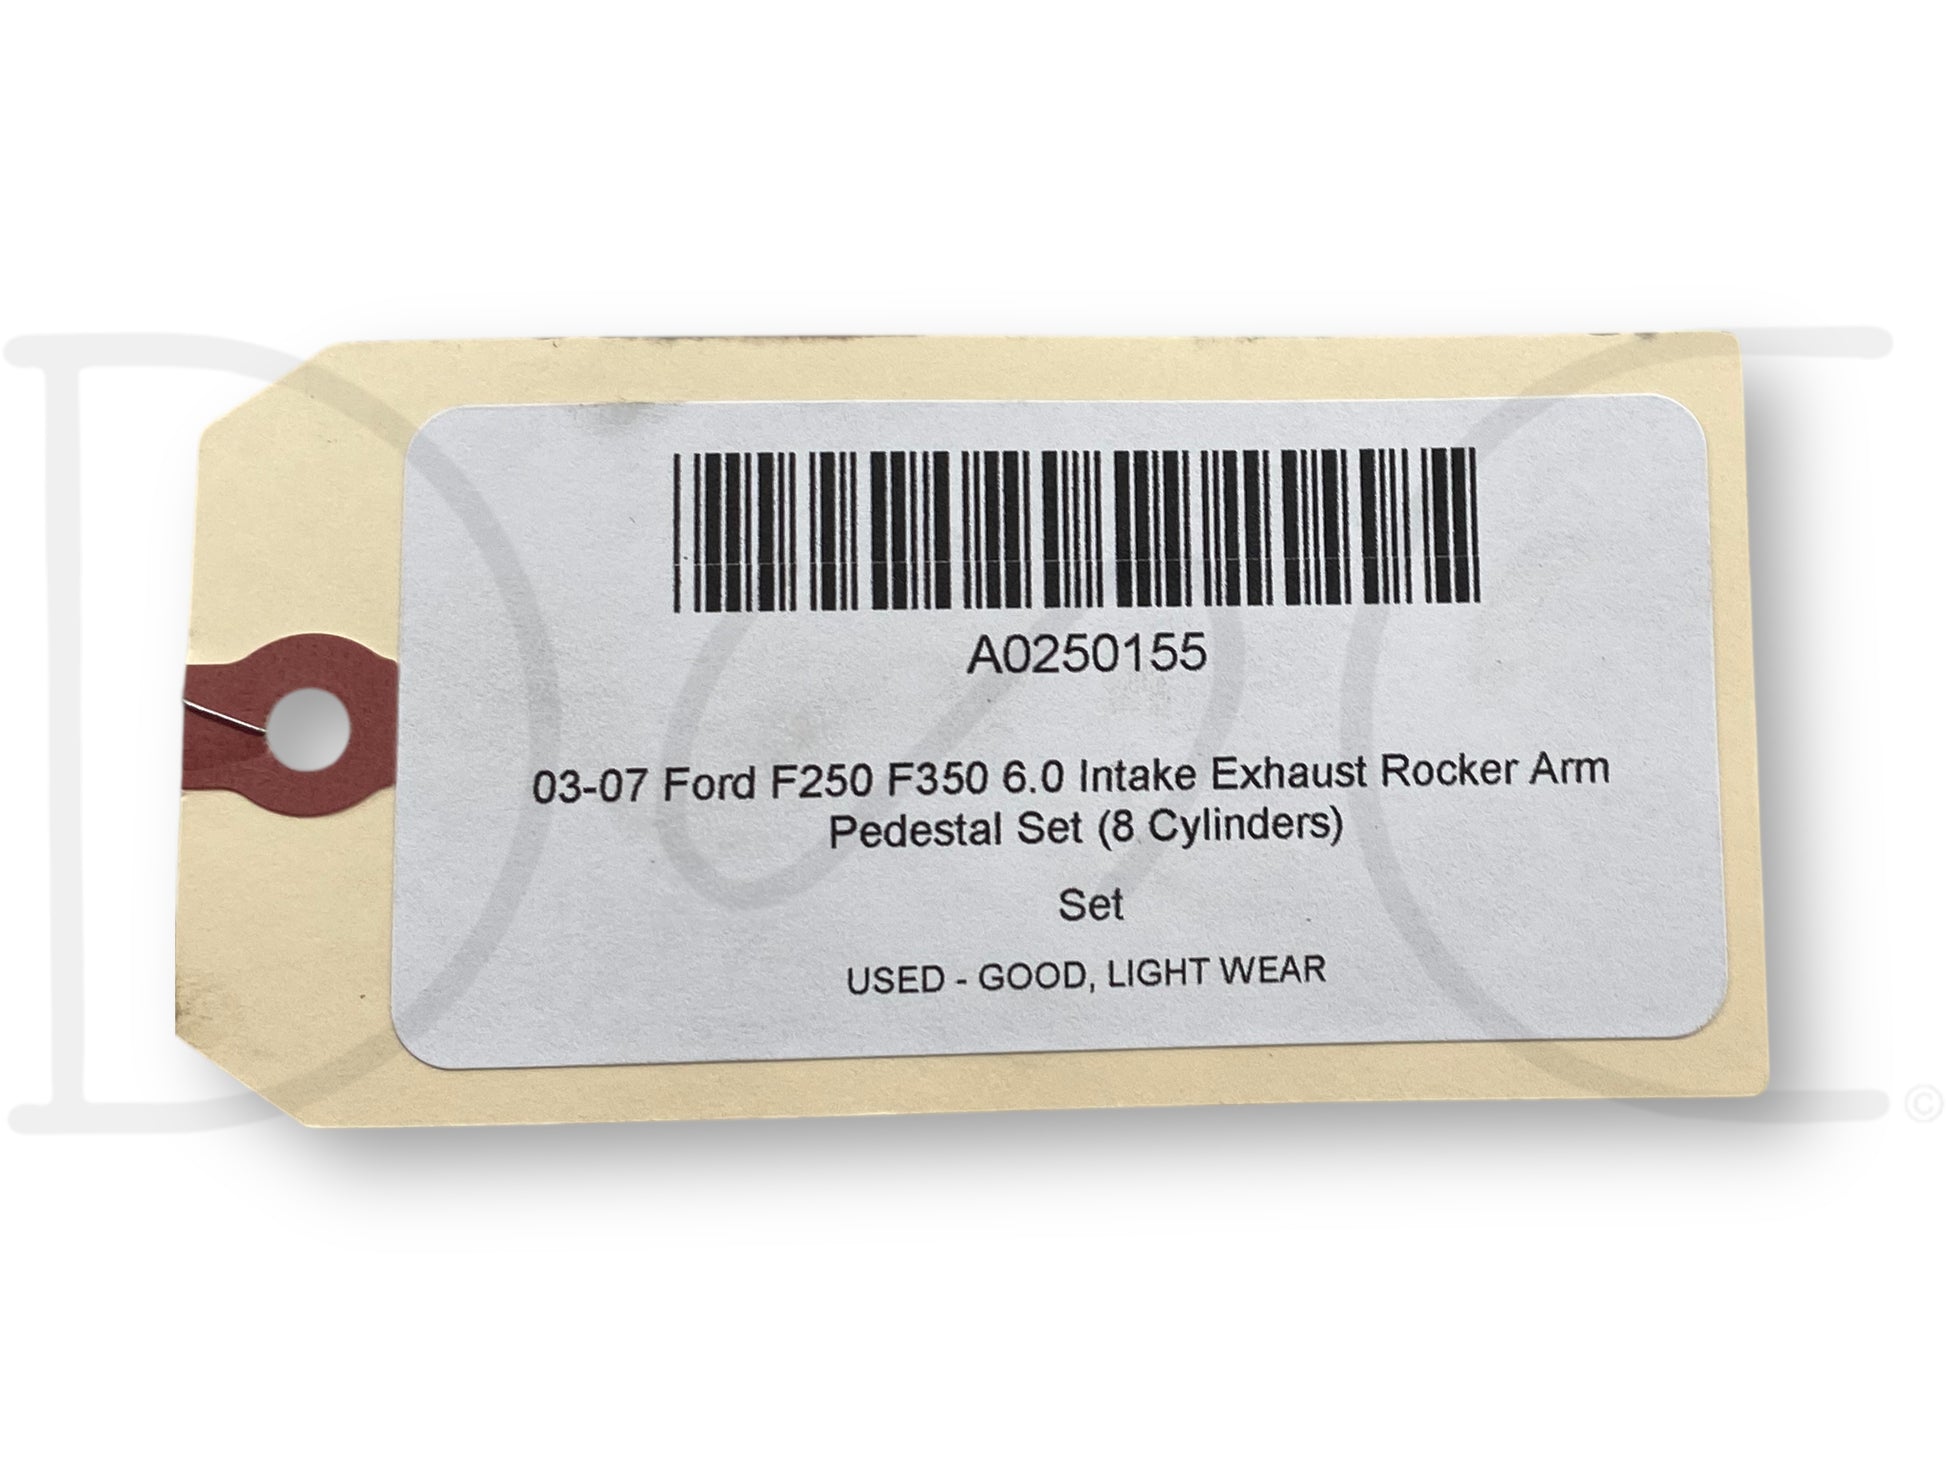 A0250155
03-07 Ford F250 F350 6.0 Intake Exhaust Rocker Arm
Pedestal Set (8 Cylinders)
Set
USED - GOOD, LIGHT WEAR
©